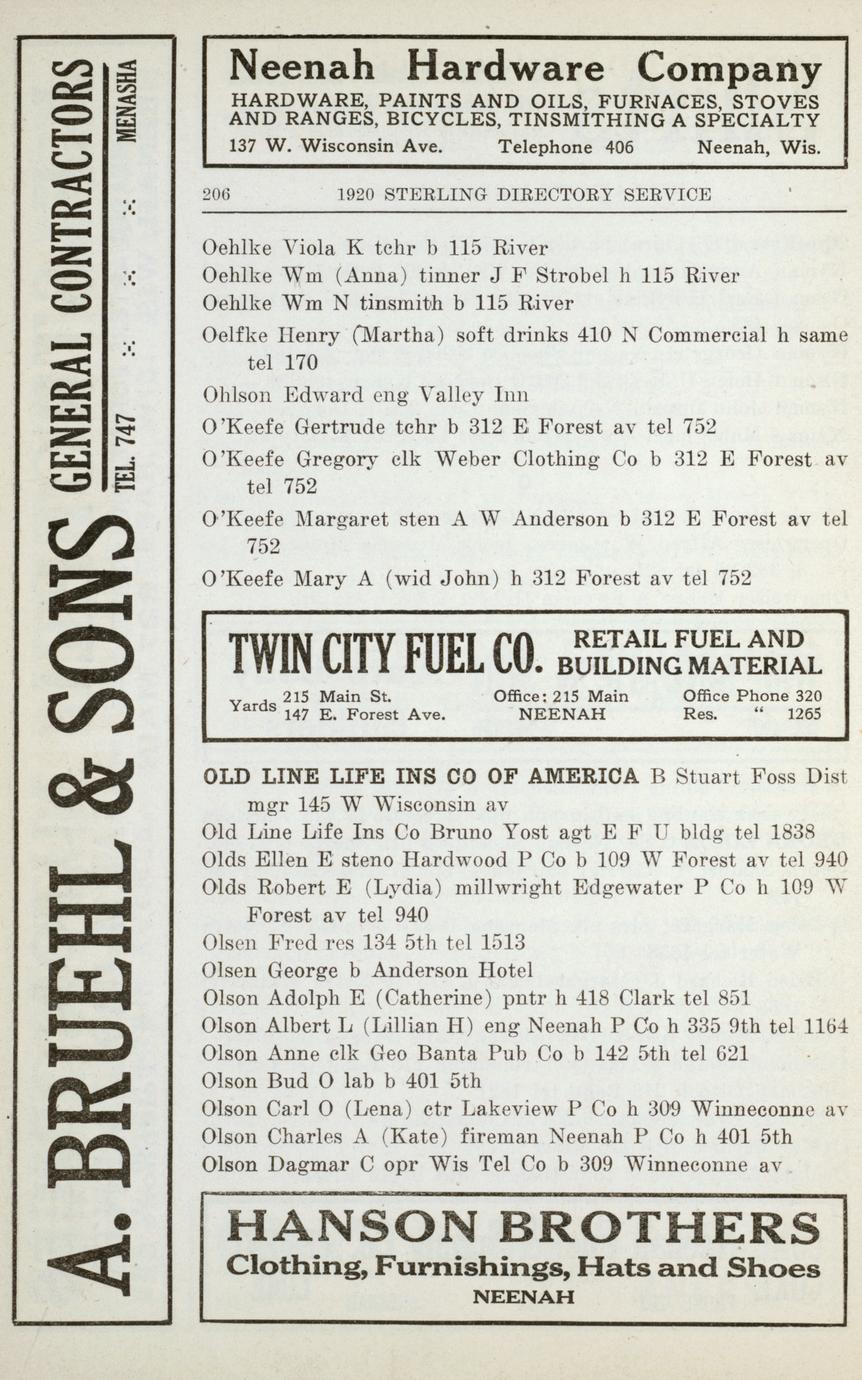 A. BRUEHL & SONS
GENERAL CONTRACTORS
TEL. 747 MENASHA
Neenah Hardware Company
HARDWARE, PAINTS AND OILS, FURNACES, STOVES
AND RANGES, BICYCLES, TINSMITHING A SPECIALTY
137 W. Wisconsin Ave. Telephone 406 Neenah, Wis.
206 1920 STERLING DIRECTORY SERVICE
Oehlke Viola K tchr b 115 River
Oehlke Wm (Anna) tinner J F Strobel h 115 River
Oehlke Wm N tinsmith b 115 River
Oelfke Henry (Martha) soft drinks 410 N Commercial h same
tel 170
Ohlson Edward eng Valley Inn
O'Keefe Gertrude tchr b 312 E Forest av tel 752
O'Keefe Gregory clk Weber Clothing Co b 312 E Forest av
tel 752
O'Keefe Margaret sten A W Anderson b 312 E Forest av tel
752
O'Keefe Mary A (wid John) h 312 Forest av tel 752
TWIN CITY FUEL CO. RETAIL FUEL AND
BUILDING MATERIAL
Yards 215 Main St. Office: 215 Main Office Phone 320
147 E. Forest Ave. NEENAH Res. " 1265
OLD LINE LIFE INS CO OF AMERICA B Stuart Foss Dist
mgr 145 W Wisconsin av
Old Line Life Ins Co Bruno Yost agt E F U bldg tel 1838
Olds Ellen E steno Hardwood P Co b 109 W Forest av tel 940
Olds Robert E (Lydia) millwright Edgewater P Co h 109 W
Forest av tel 940
Olsen Fred res 134 5th tel 1513
Olsen George b Anderson Hotel
Olson Adolph E (Catherine) pntr h 418 Clark tel 851
Olson Albert L (Lillian H) eng Neenah P Co h 335 9th tel 1164
Olson Anne clk Geo Banta Pub Co b 142 5th tel 621
Olson Bud O lab b 401 5th
Olson Carl O (Lena) ctr Lakeview P Co h 309 Winneconne av
Olson Charles A (Kate) fireman Neenah P Co h 401 5th
Olson Dagmar C opr Wis Tel Co b 309 Winneconne av
HANSON BROTHERS
Clothing, Furnishings, Hats and Shoes
NEENAH